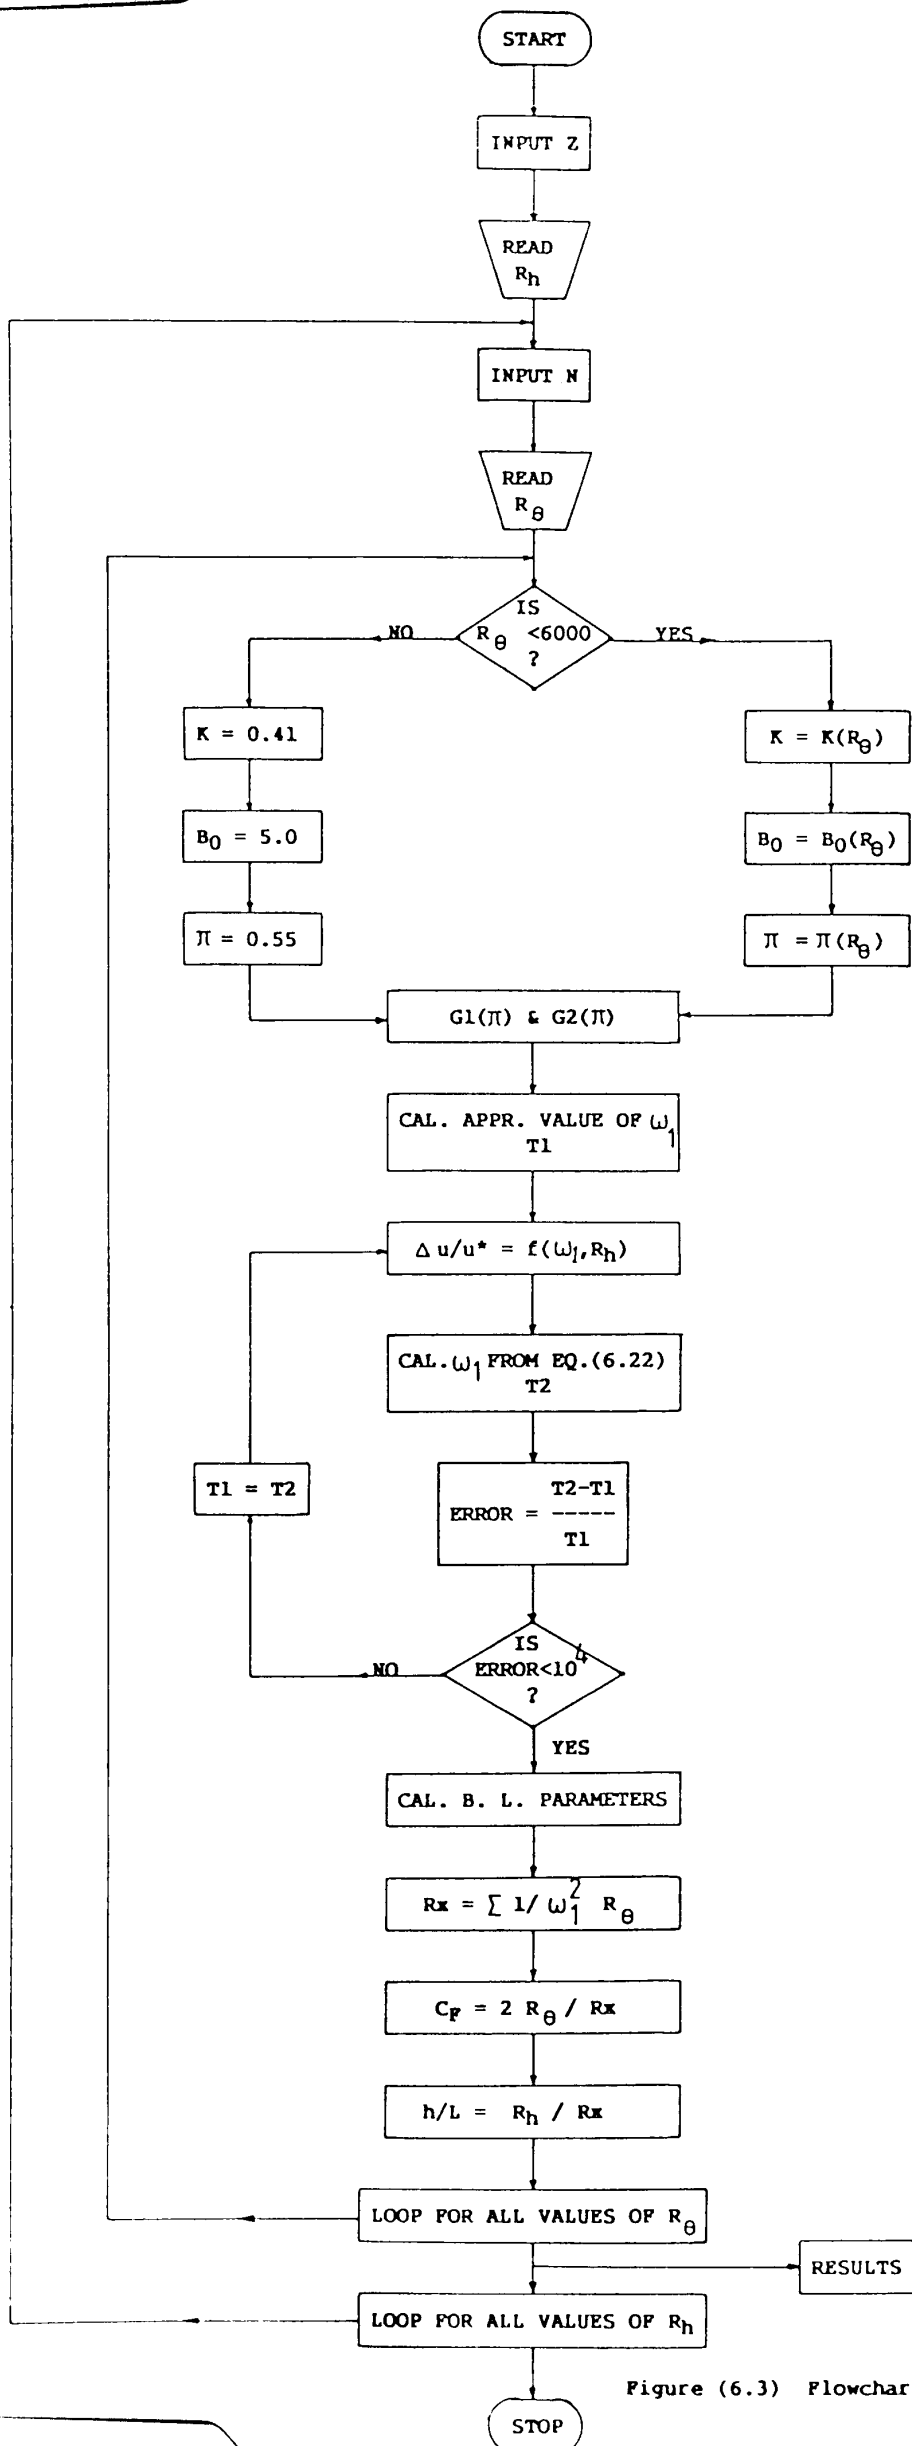 START
INPUT Z
READ
Rh
INPUT N
READ
Rθ
IS
Rθ <6000
?
NO
YES
K = 0.41
K = K(Rθ)
B0 = 5.0
B0 = B0(Rθ)
Π = 0.55
Π = Π(Rθ)
G1(Π) & G2(Π)
CAL. APPR. VALUE OF ω1
T1
Δu/u* = f(ω1,Rh)
CAL. ω1 FROM EQ.(6.22)
T2
T1 = T2
T2-T1
ERROR = -----
T1
IS
ERROR<10 4
?
NO
YES
CAL. B. L. PARAMETERS
Rx = Σ 1/ ω1² Rθ
CF = 2 Rθ / Rx
h/L = Rh / Rx
LOOP FOR ALL VALUES OF Rθ
RESULTS
LOOP FOR ALL VALUES OF Rh
Figure (6.3) Flowchar
STOP